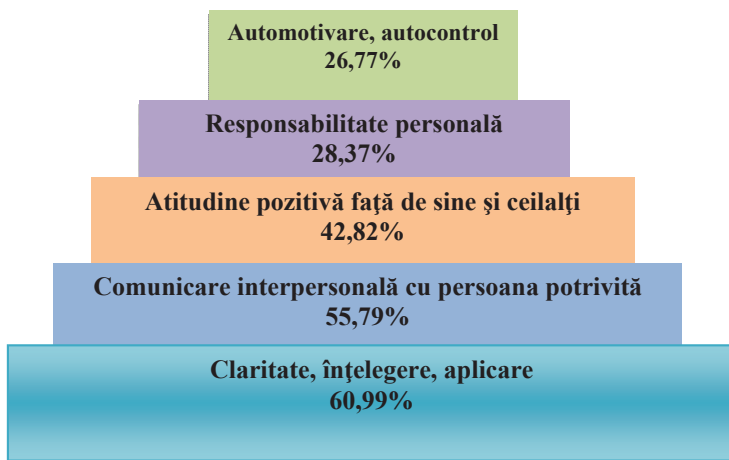 Automotivare, autocontrol
26,77%
Responsabilitate personală
28,37%
Atitudine pozitivă faţă de sine şi ceilalţi
42,82%
Comunicare interpersonală cu persoana potrivită
55,79%
Claritate, înţelegere, aplicare
60,99%